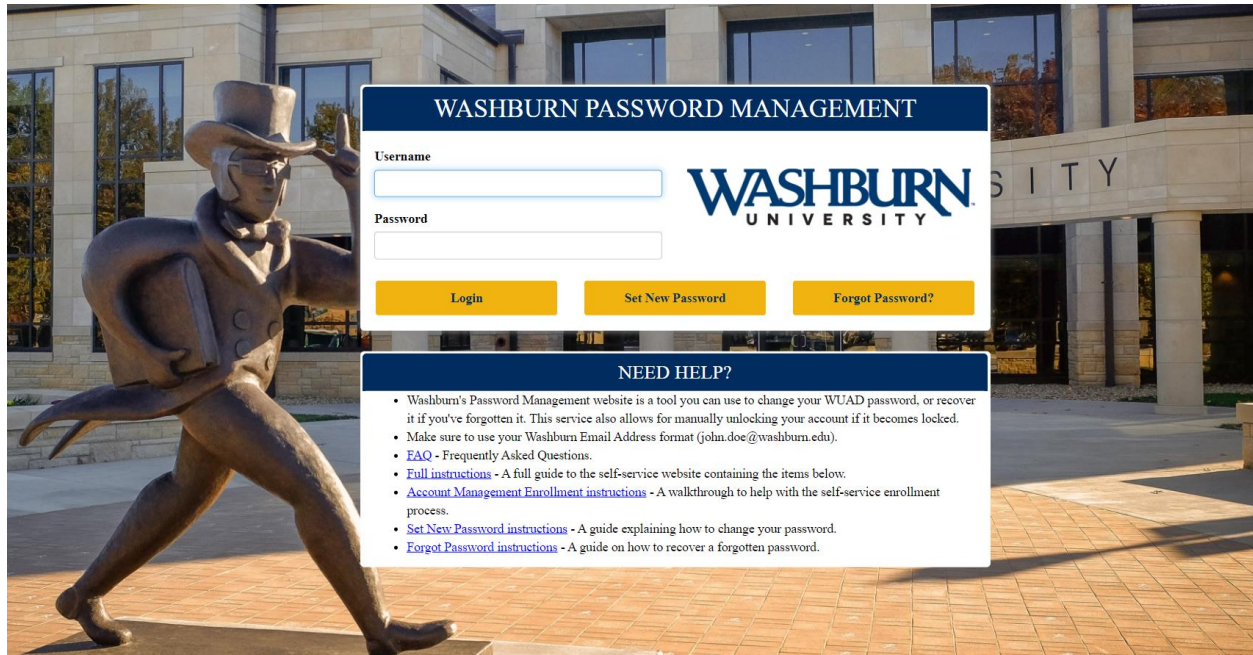 WASHBURN PASSWORD MANAGEMENT
Username
WASHBURN
UNIVERSITY
SITY
Password
Login
Set New Password
Forgot Password?
NEED HELP?
• Washburn's Password Management website is a tool you can use to change your WUAD password, or recover
it if you've forgotten it. This service also allows for manually unlocking your account if it becomes locked.
• Make sure to use your Washburn Email Address format (john.doe@washburn.edu).
• FAQ - Frequently Asked Questions.
• Full instructions - A full guide to the self-service website containing the items below.
• Account Management Enrollment instructions - A walkthrough to help with the self-service enrollment
process.
• Set New Password instructions - A guide explaining how to change your password.
• Forgot Password instructions - A guide on how to recover a forgotten password.